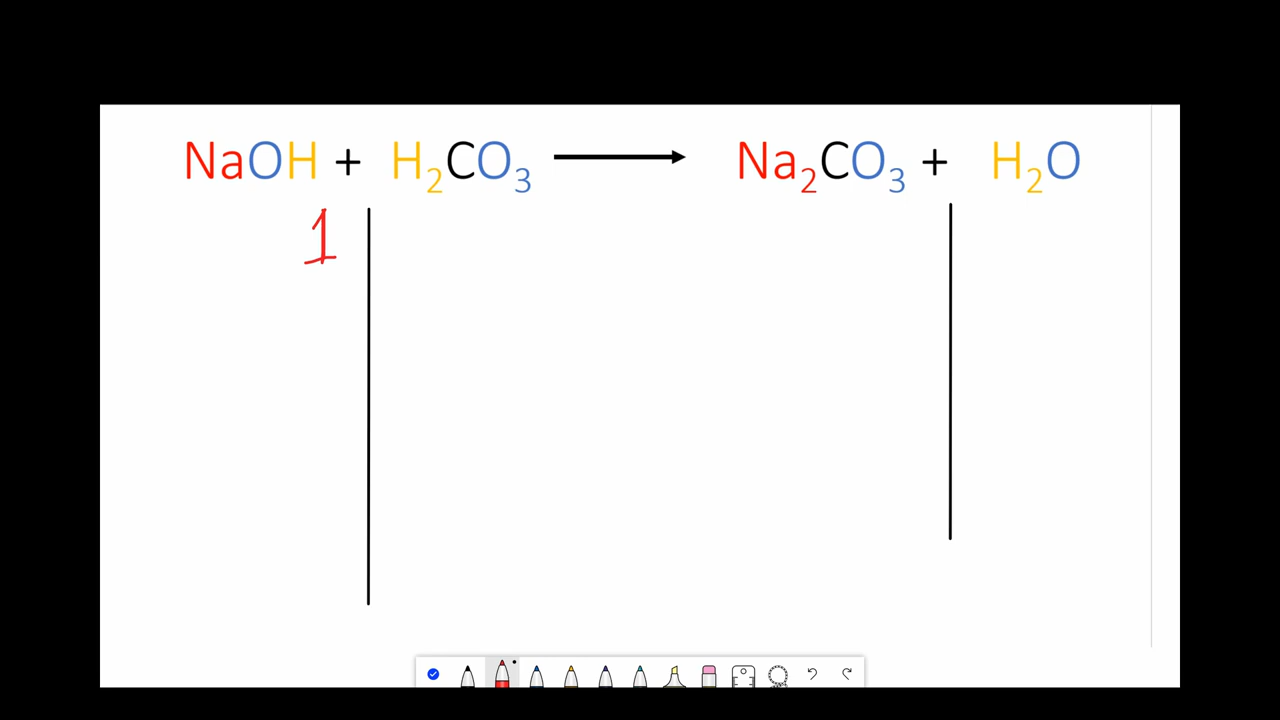 NaOH + H₂CO₃ ⟶ Na₂CO₃ + H₂O
1